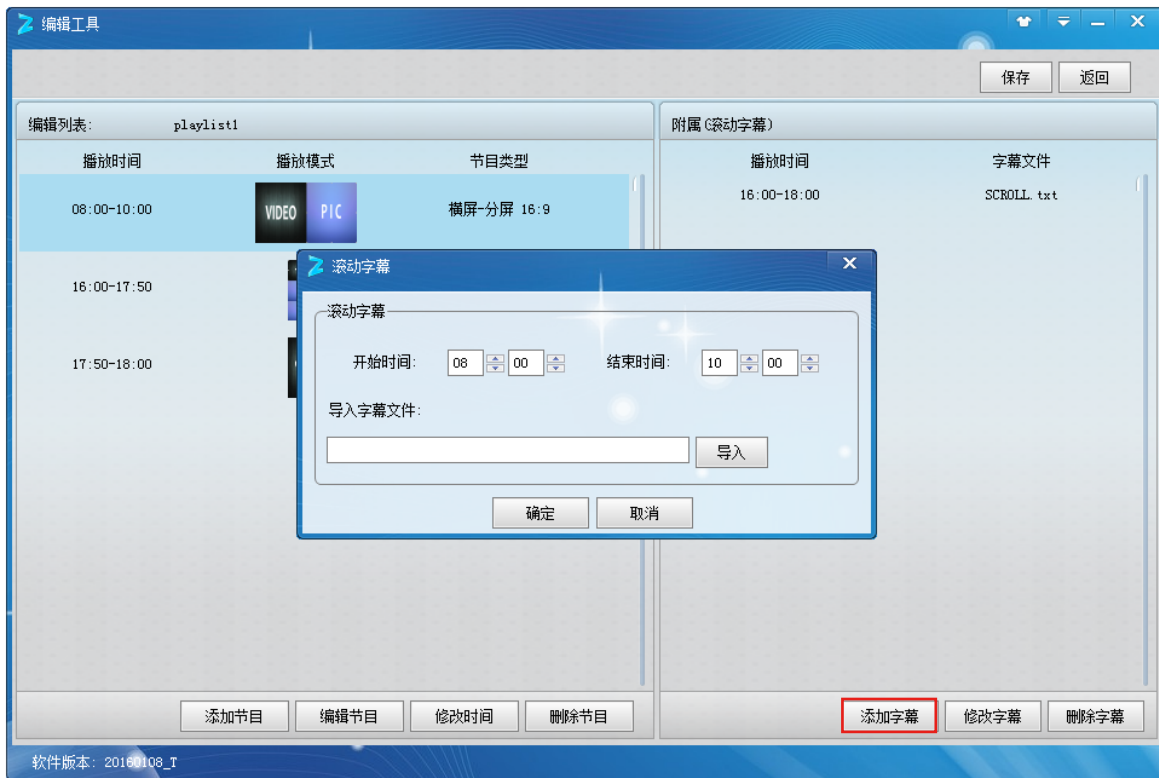 编辑工具
保存 返回
编辑列表: playlist1
附属(滚动字幕)
播放时间 播放模式 节目类型
播放时间 字幕文件
08:00-10:00 VIDEO PIC 横屏-分屏 16:9
16:00-18:00 SCROLL.txt
16:00-17:50
17:50-18:00
滚动字幕
滚动字幕
开始时间: 08 00 结束时间: 10 00
导入字幕文件:
导入
确定 取消
添加节目 编辑节目 修改时间 删除节目
添加字幕 修改字幕 删除字幕
软件版本: 20160108_T